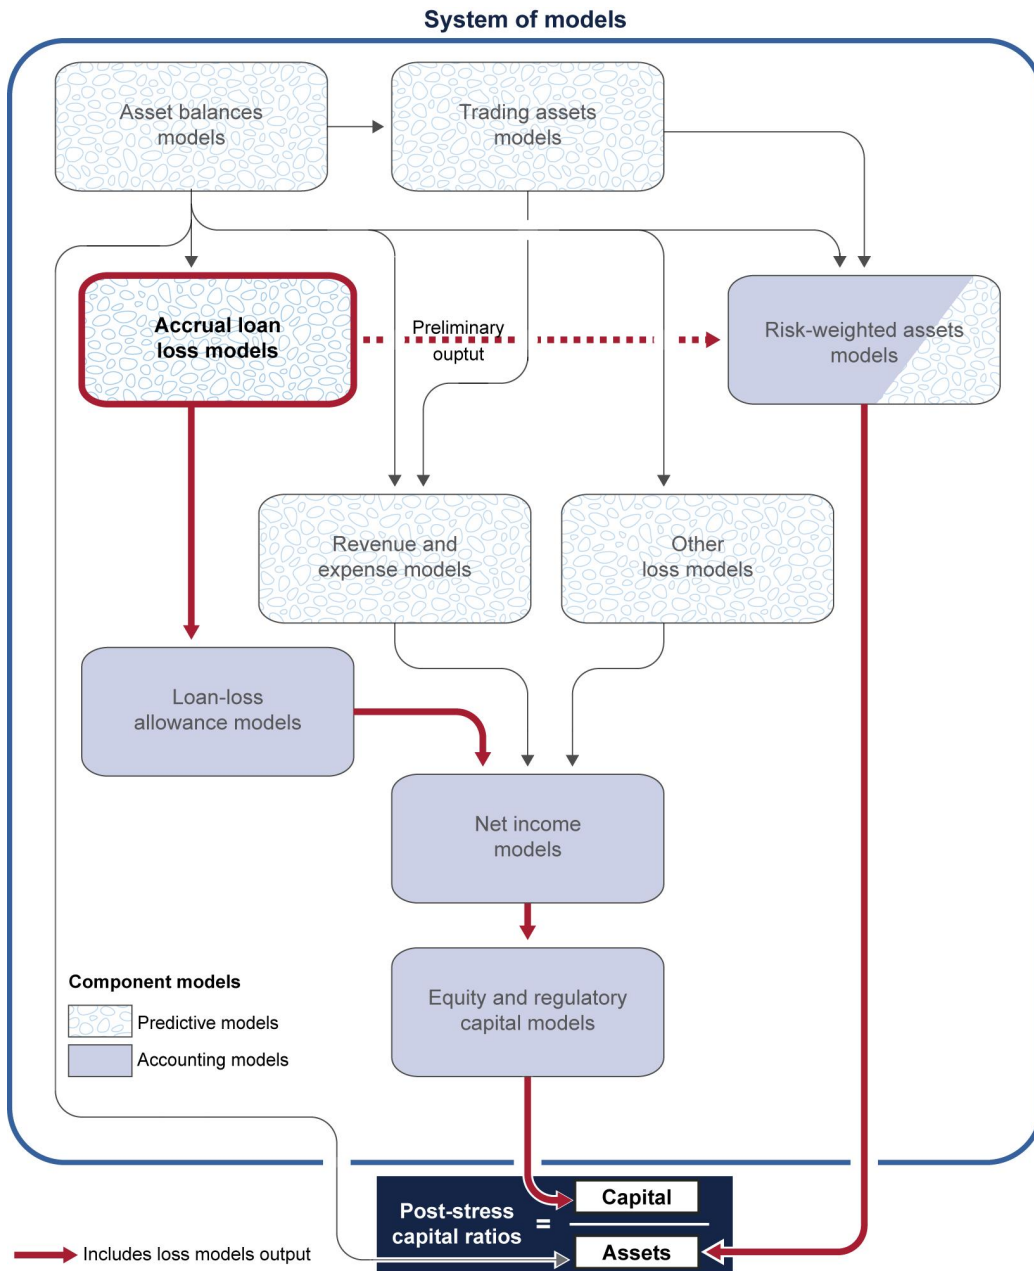 System of models
Asset balances
models
Trading assets
models
Accrual loan
loss models
Preliminary
ouptut
Risk-weighted assets
models
Revenue and
expense models
Other
loss models
Loan-loss
allowance models
Net income
models
Equity and regulatory
capital models
Component models
Predictive models
Accounting models
Post-stress
capital ratios
=
Capital
Assets
Includes loss models output